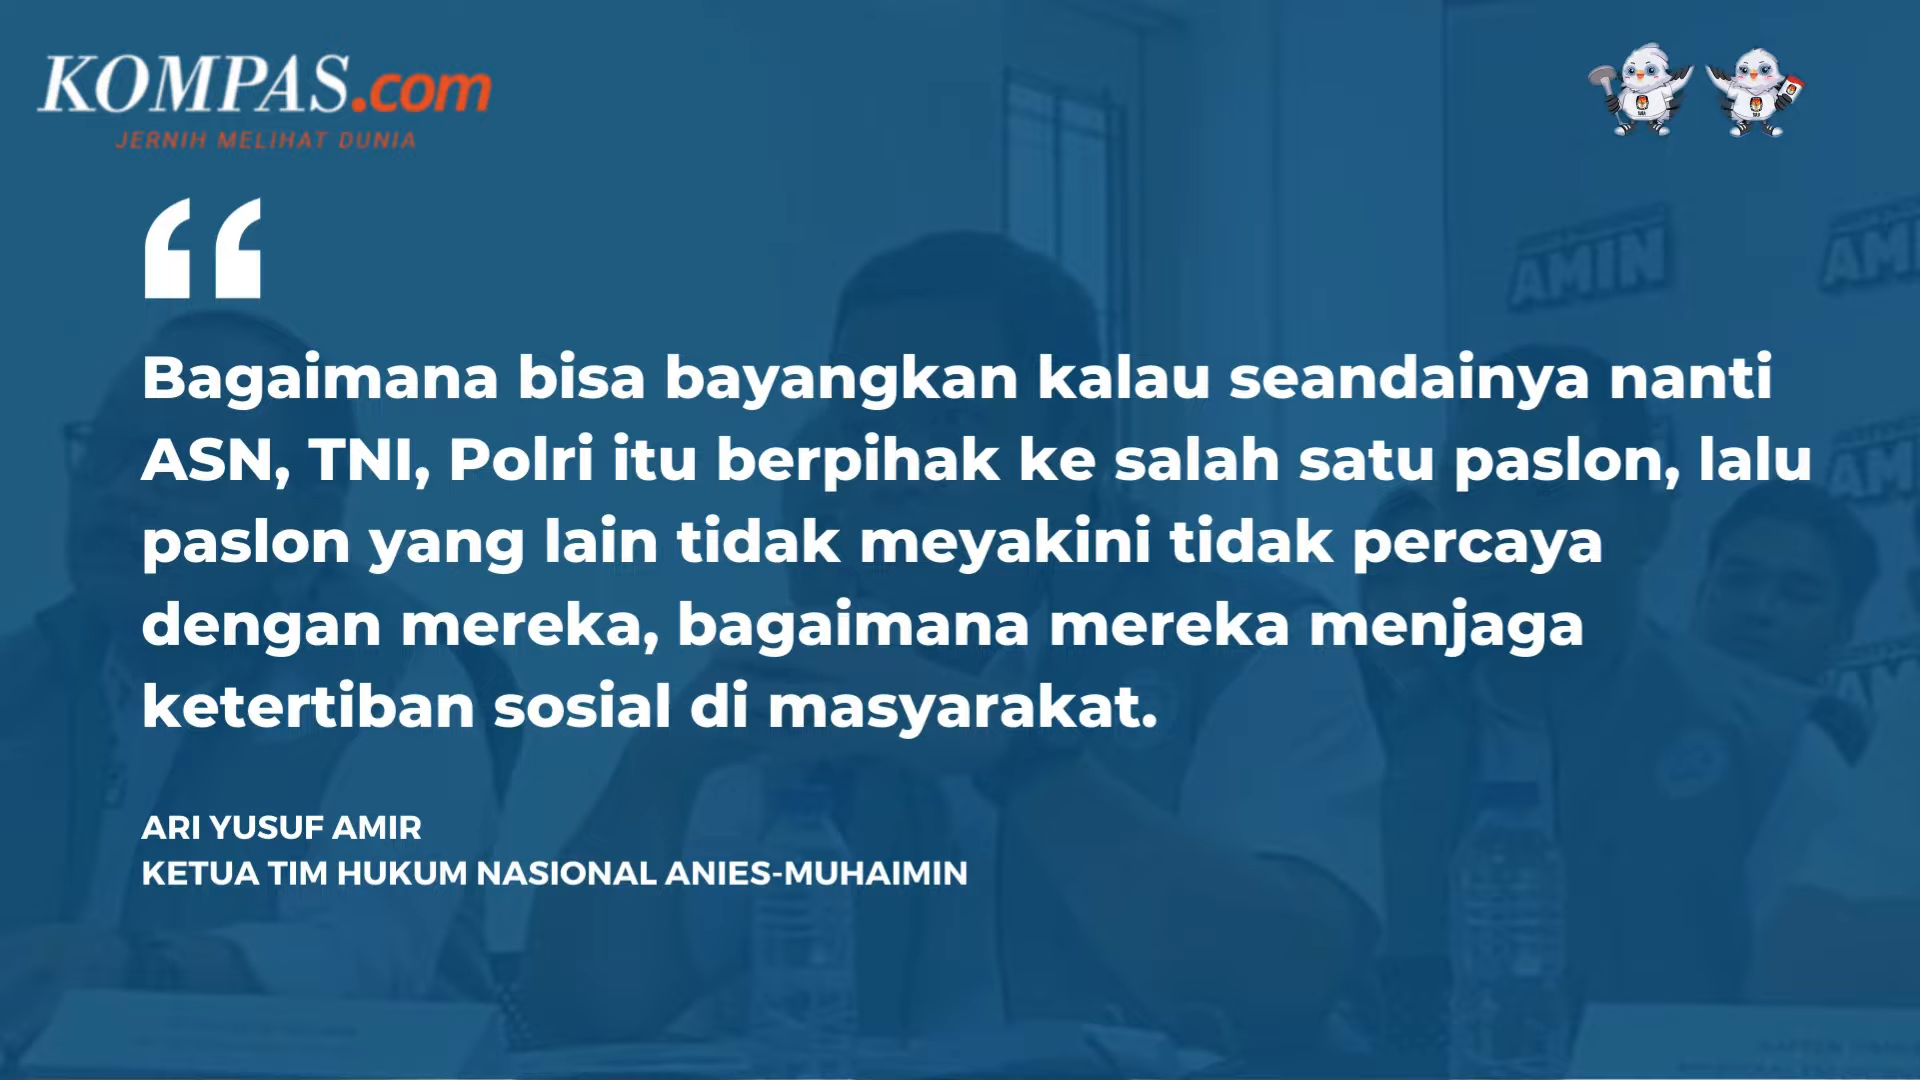 KOMPAS.com
JERNIH MELIHAT DUNIA
AMIN
AMI
“
Bagaimana bisa bayangkan kalau seandainya nanti
ASN, TNI, Polri itu berpihak ke salah satu paslon, lalu
paslon yang lain tidak meyakini tidak percaya
dengan mereka, bagaimana mereka menjaga
ketertiban sosial di masyarakat.
ARI YUSUF AMIR
KETUA TIM HUKUM NASIONAL ANIES-MUHAIMIN